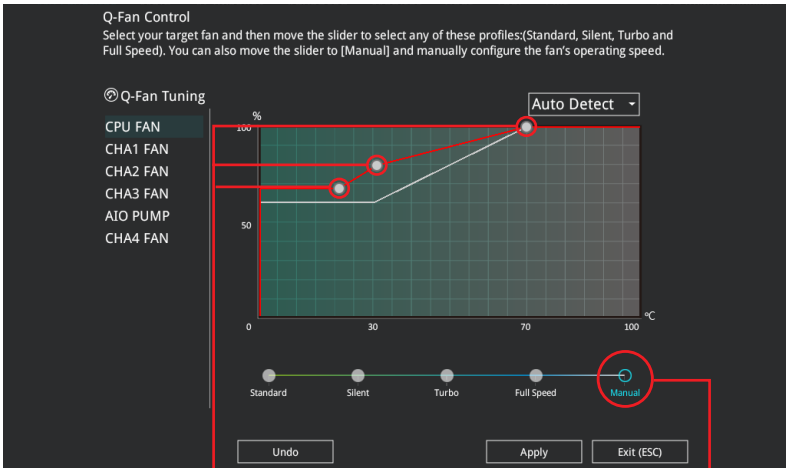 Q-Fan Control
Select your target fan and then move the slider to select any of these profiles:(Standard, Silent, Turbo and
Full Speed). You can also move the slider to [Manual] and manually configure the fan's operating speed.
Q-Fan Tuning
Auto Detect
CPU FAN
CHA1 FAN
CHA2 FAN
CHA3 FAN
AIO PUMP
CHA4 FAN
%
100
50
0 30 70 100
ºC
Standard Silent Turbo Full Speed Manual
Undo Apply Exit (ESC)